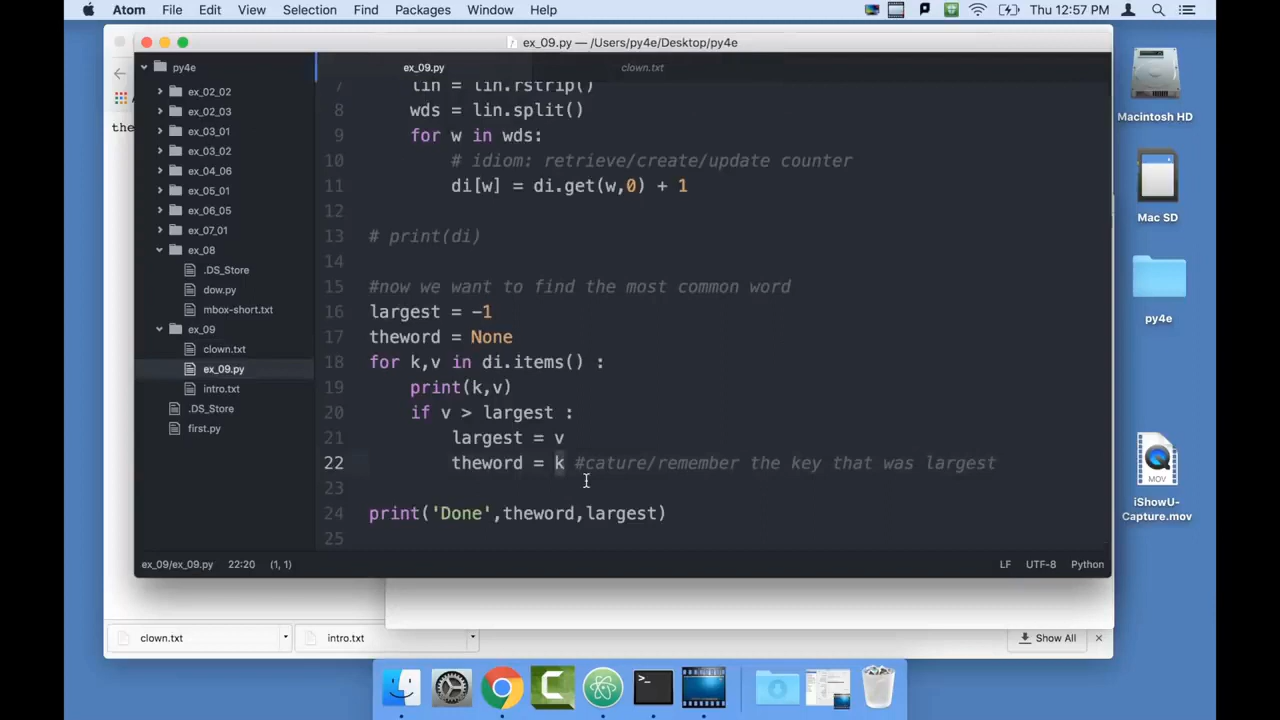 Atom File Edit View Selection Find Packages Window Help Thu 12:57 PM
ex_09.py — /Users/py4e/Desktop/py4e
py4e
ex_02_02
ex_02_03
ex_03_01
ex_03_02
ex_04_06
ex_05_01
ex_06_05
ex_07_01
ex_08
.DS_Store
dow.py
mbox-short.txt
ex_09
clown.txt
ex_09.py
intro.txt
.DS_Store
first.py
the
ex_09.py clown.txt
7 lin = lin.rstrip()
8 wds = lin.split()
9 for w in wds:
10 # idiom: retrieve/create/update counter
11 di[w] = di.get(w,0) + 1
12
13 # print(di)
14
15 #now we want to find the most common word
16 largest = -1
17 theword = None
18 for k,v in di.items() :
19 print(k,v)
20 if v > largest :
21 largest = v
22 theword = k #cature/remember the key that was largest
23
24 print('Done',theword,largest)
25
ex_09/ex_09.py 22:20 (1, 1) LF UTF-8 Python
clown.txt intro.txt Show All
Macintosh HD
Mac SD
py4e
MOV
iShowU-
Capture.mov